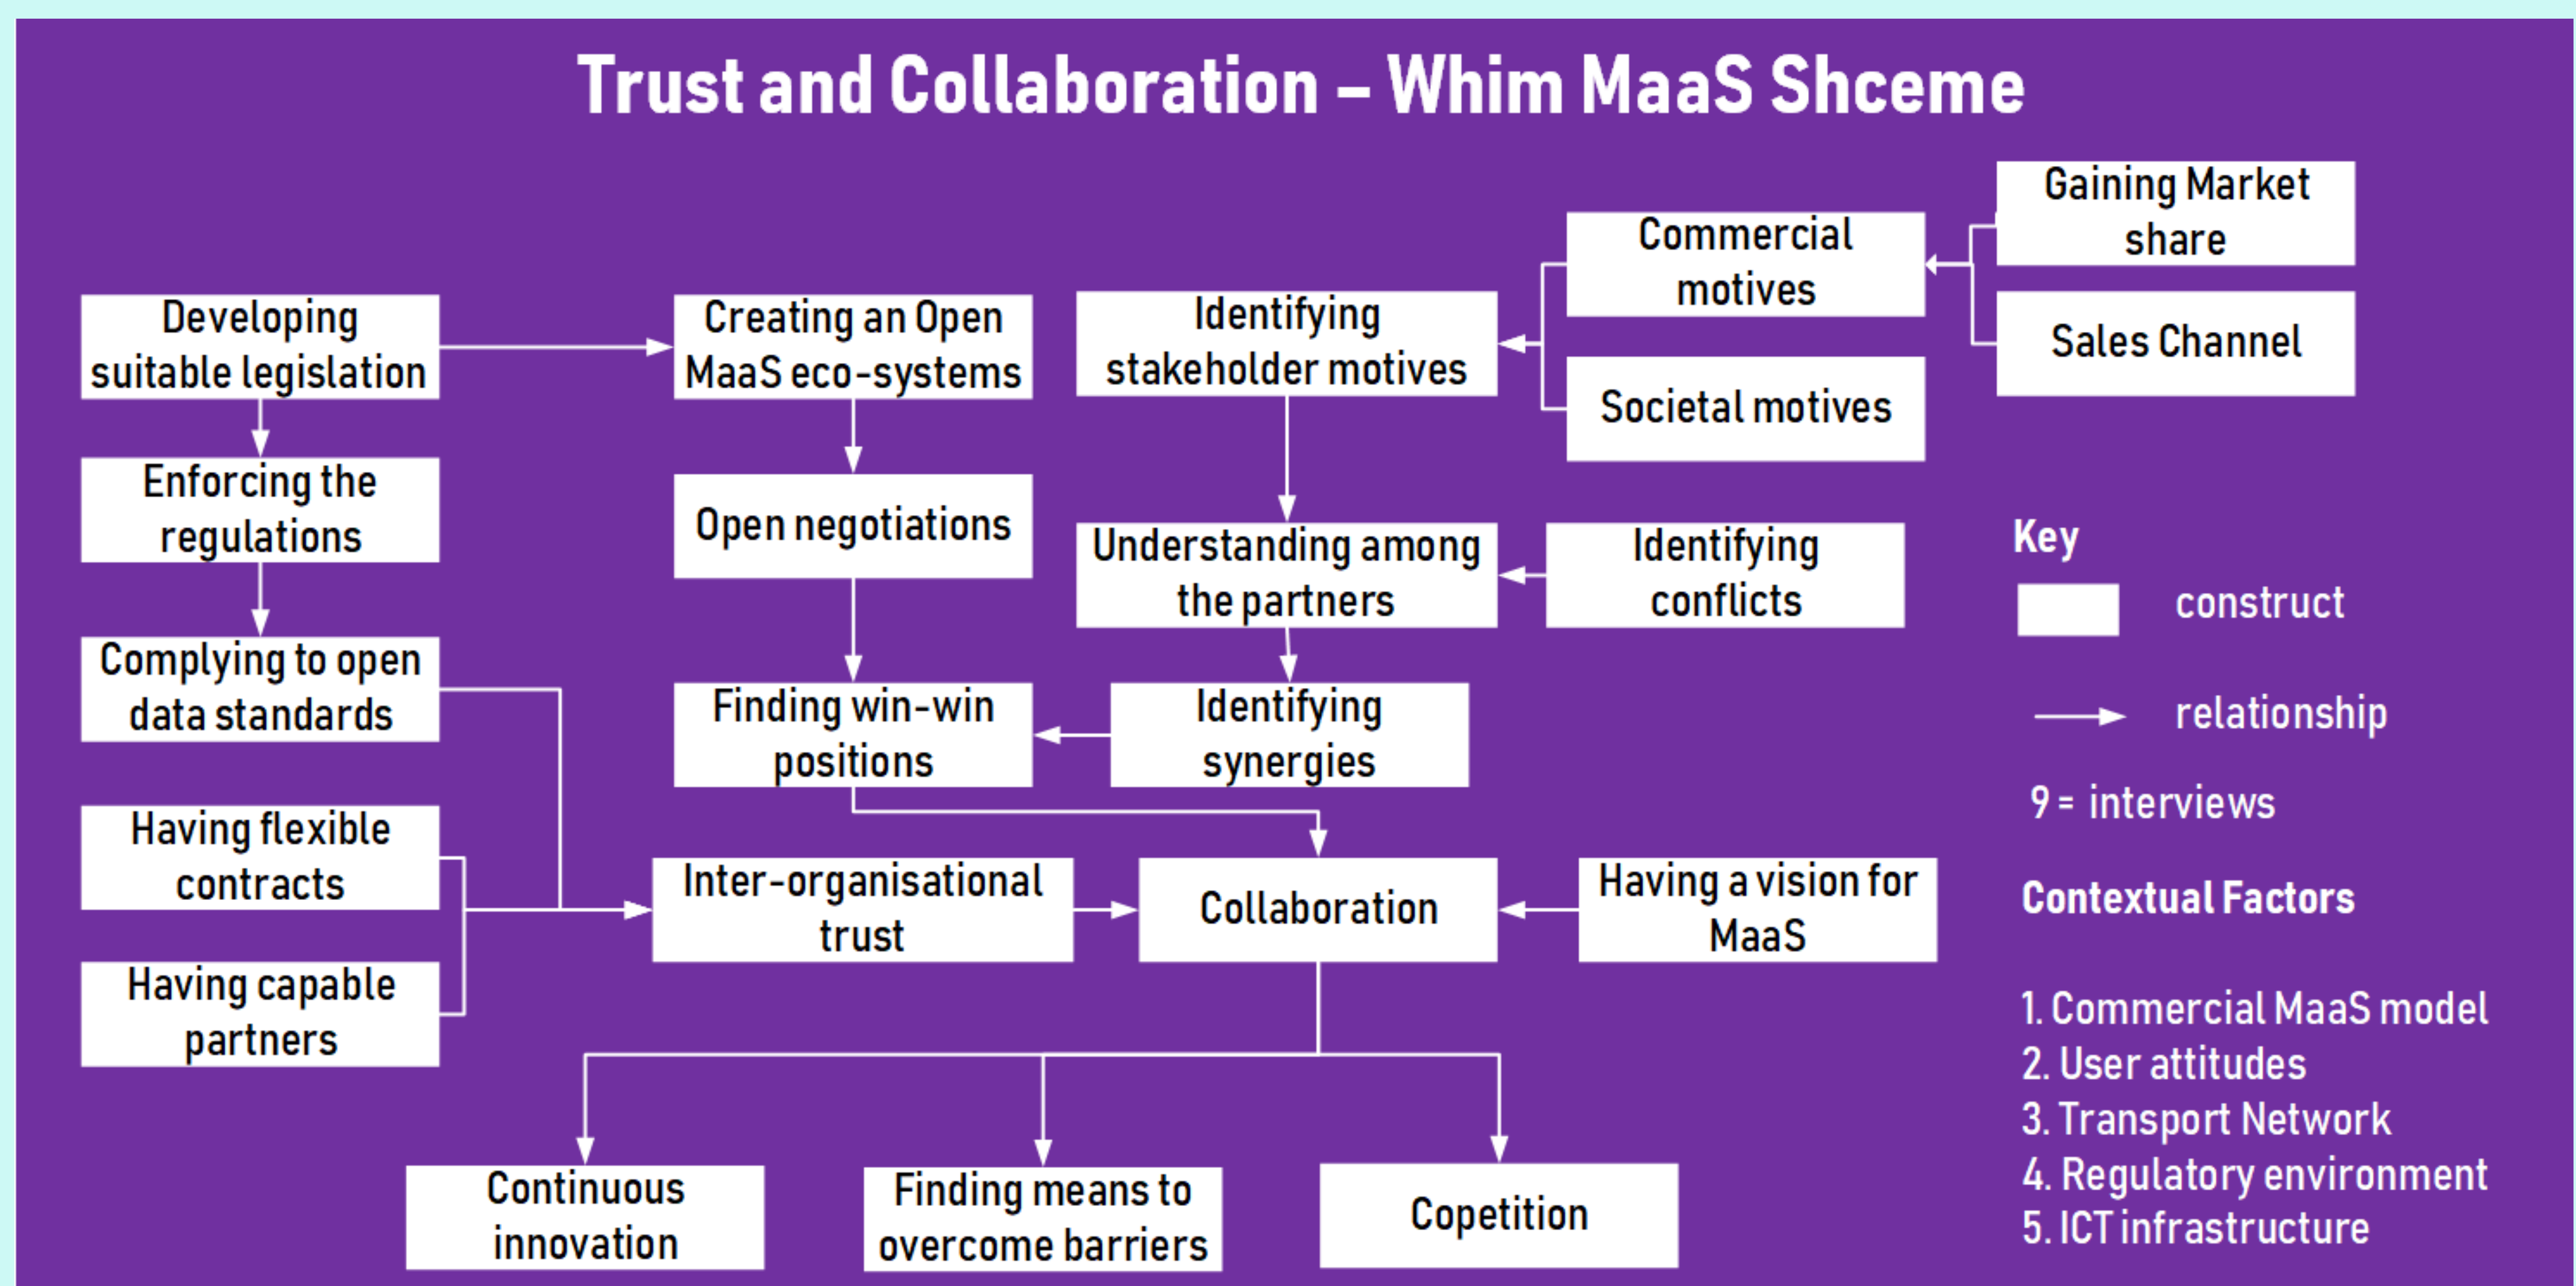 Trust and Collaboration – Whim MaaS Shceme
Gaining Market
share
Commercial
motives
Sales Channel
Societal motives
Identifying
stakeholder motives
Creating an Open
MaaS eco-systems
Developing
suitable legislation
Enforcing the
regulations
Open negotiations
Understanding among
the partners
Identifying
conflicts
Complying to open
data standards
Finding win-win
positions
Identifying
synergies
Having flexible
contracts
Having capable
partners
Inter-organisational
trust
Collaboration
Having a vision for
MaaS
Continuous
innovation
Finding means to
overcome barriers
Copetition
Key
construct
relationship
9 = interviews
Contextual Factors
1. Commercial MaaS model
2. User attitudes
3. Transport Network
4. Regulatory environment
5. ICT infrastructure